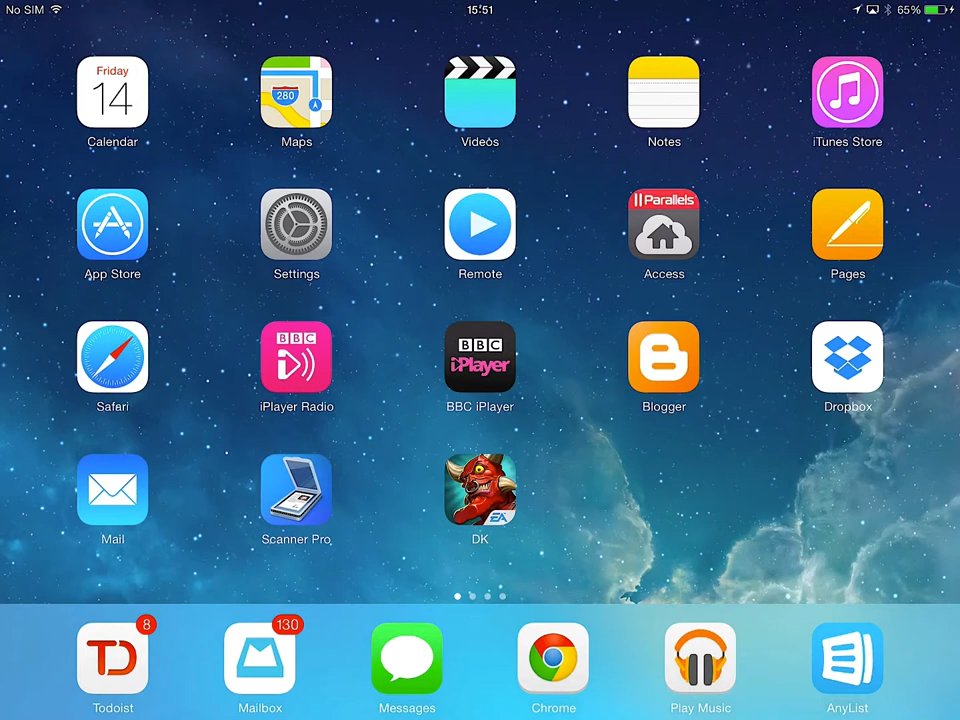 No SIM 15:51 65%
Friday
14
Calendar
280
Maps
Videos
Notes
iTunes Store
App Store
Settings
Remote
Parallels
Access
Pages
Safari
BBC
iPlayer Radio
BBC
iPlayer
BBC iPlayer
Blogger
Dropbox
Mail
Scanner Pro
EA
DK
8
TD
Todoist
130
Mailbox
Messages
Chrome
Play Music
AnyList